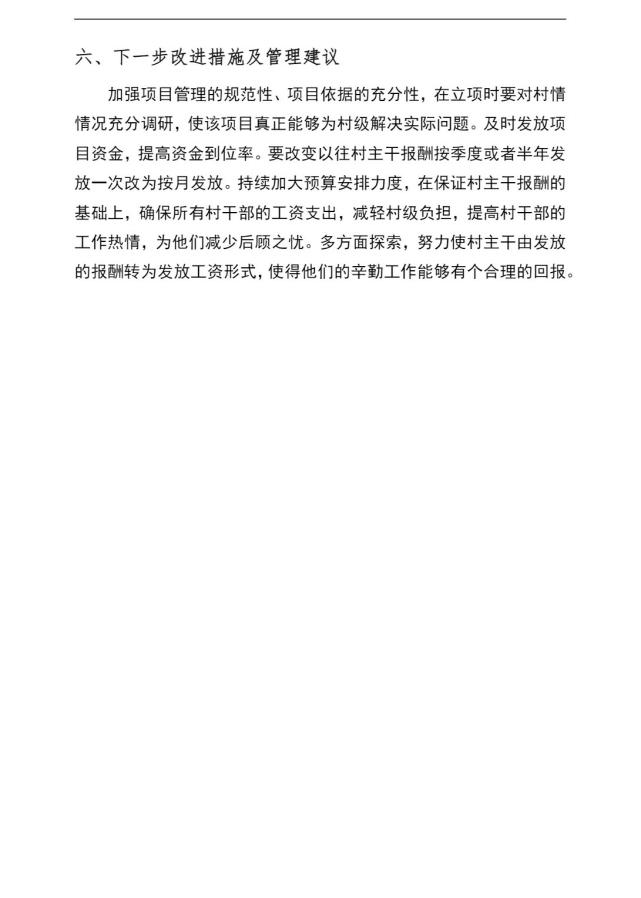 六、下一步改进措施及管理建议
加强项目管理的规范性、项目依据的充分性，在立项时要对村情
情况充分调研，使该项目真正能够为村级解决实际问题。及时发放项
目资金，提高资金到位率。要改变以往村主干报酬按季度或者半年发
放一次改为按月发放。持续加大预算安排力度，在保证村主干报酬的
基础上，确保所有村干部的工资支出，减轻村级负担，提高村干部的
工作热情，为他们减少后顾之忧。多方面探索，努力使村主干由发放
的报酬转为发放工资形式，使得他们的辛勤工作能够有个合理的回报。